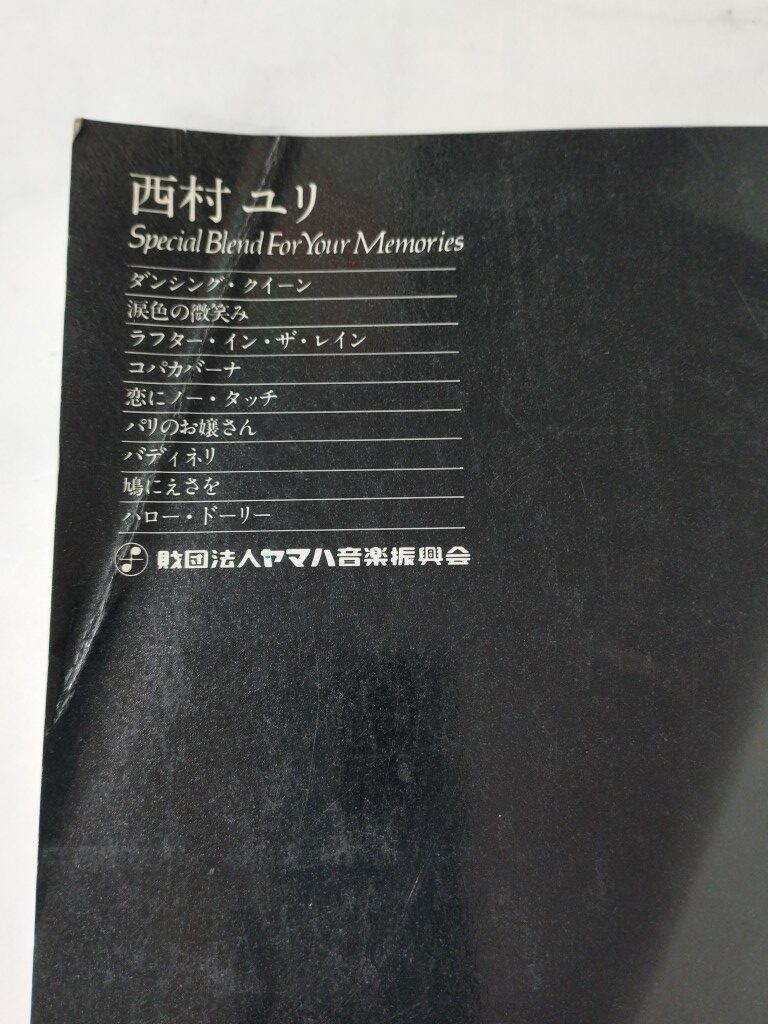 西村 ユリ
Special Blend For Your Memories
ダンシング・クイーン
涙色の微笑み
ラフター・イン・ザ・レイン
コパカバーナ
恋にノー・タッチ
パリのお嬢さん
バディネリ
鳩にえさを
ハロー・ドーリー
財団法人ヤマハ音楽振興会